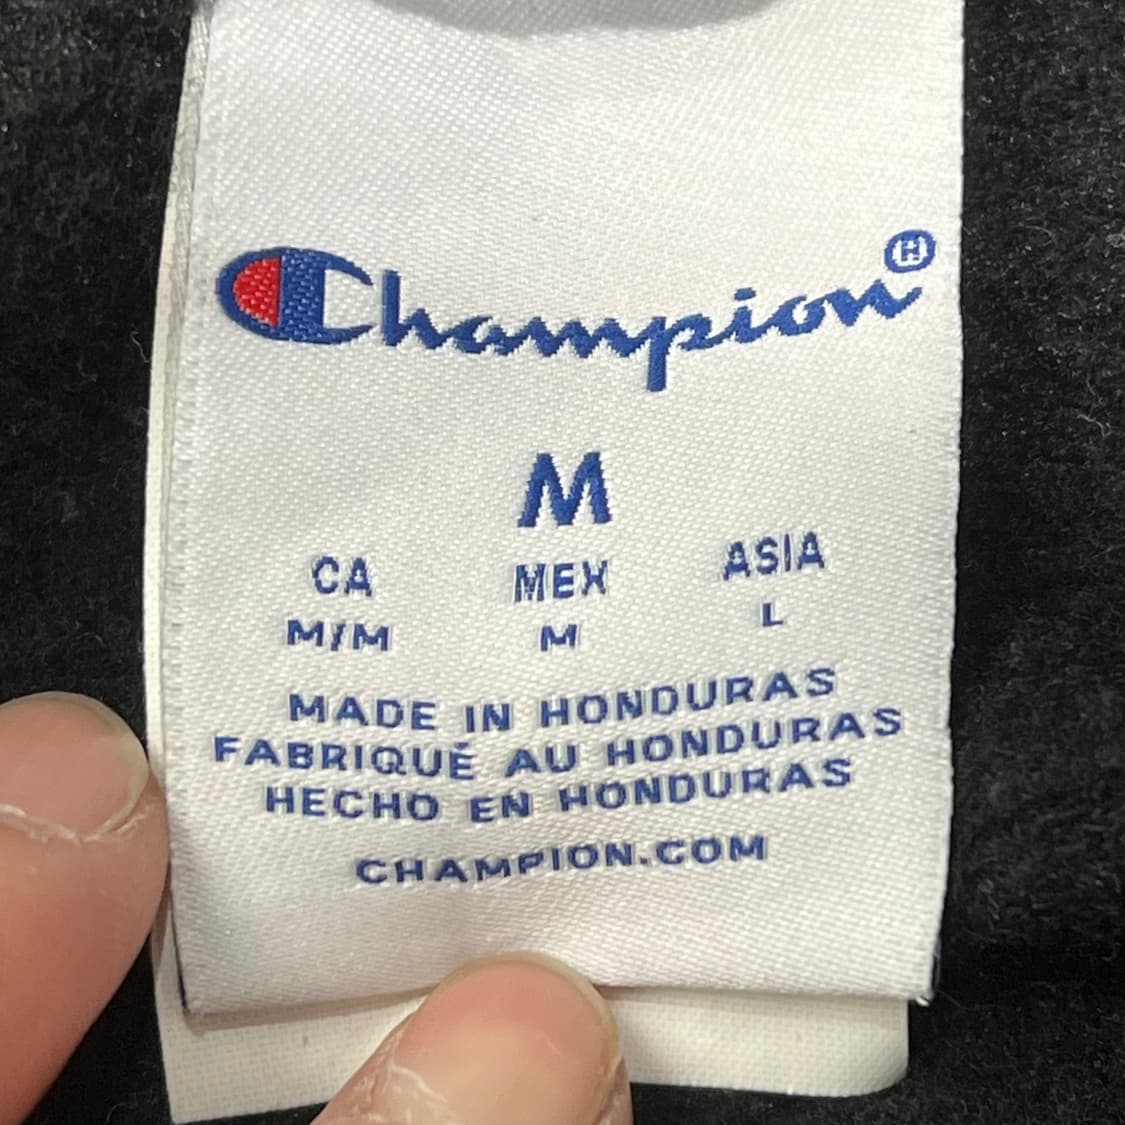 Champion®
M
CA MEX ASIA
M/M M L
MADE IN HONDURAS
FABRIQUÉ AU HONDURAS
HECHO EN HONDURAS
CHAMPION.COM